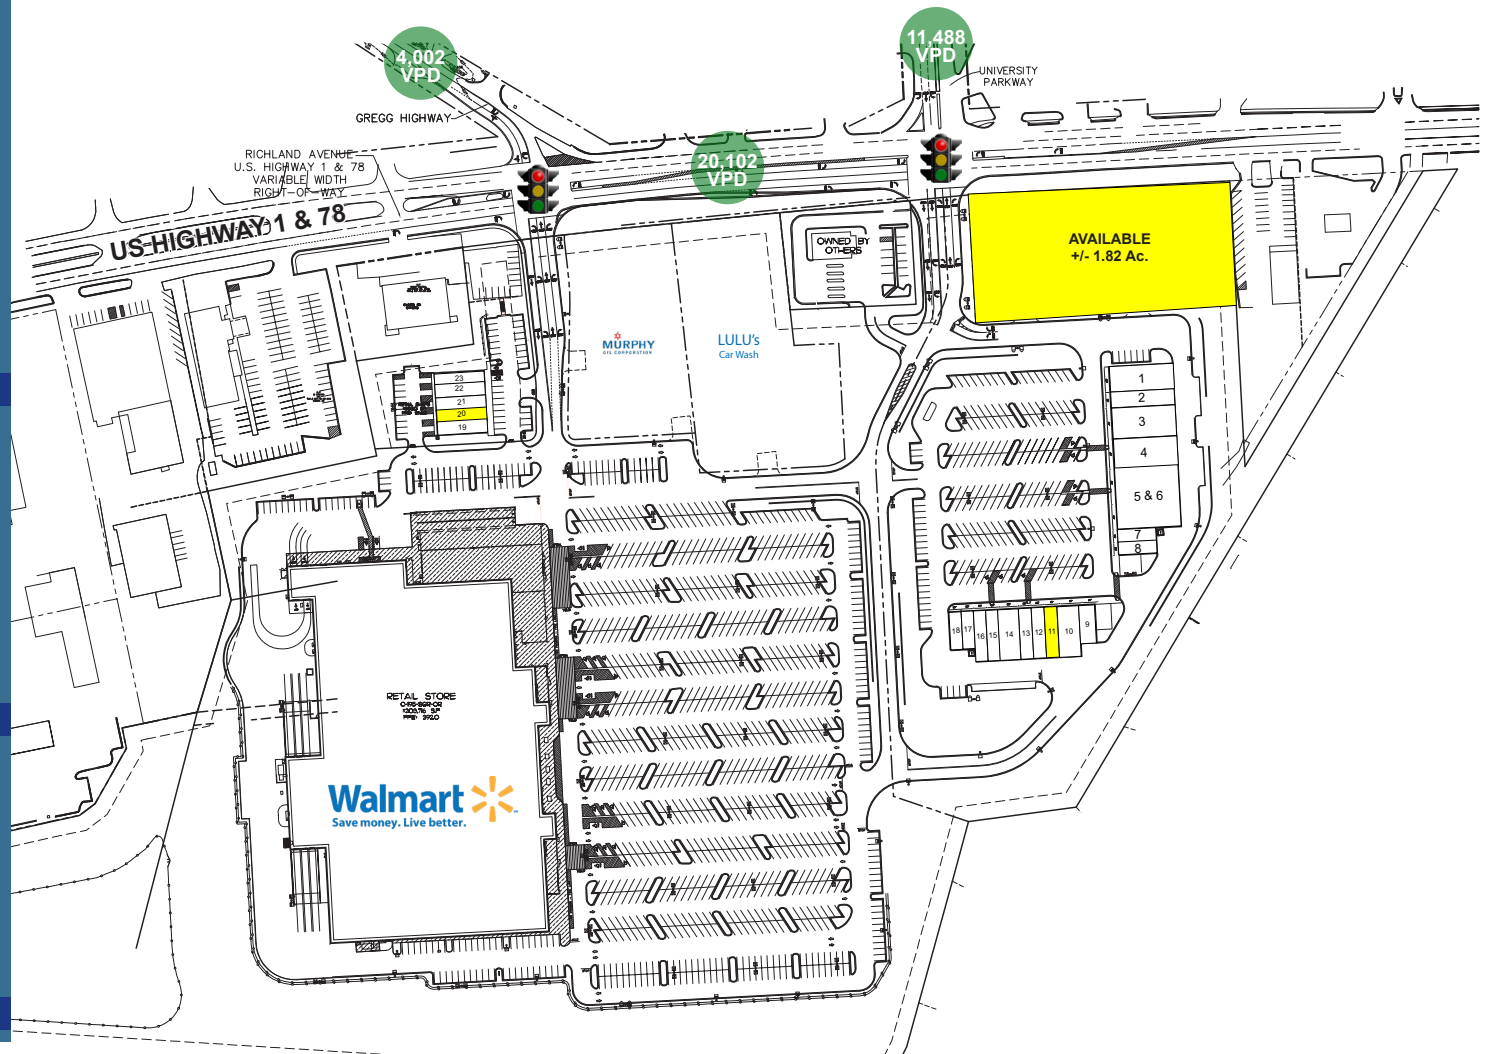 4,002
VPD
11,488
VPD
UNIVERSITY
PARKWAY
GREGG HIGHWAY
RICHLAND AVENUE
U.S. HIGHWAY 1 & 78
VARIABLE WIDTH
RIGHT-OF-WAY
20,102
VPD
US HIGHWAY 1 & 78
AVAILABLE
+/- 1.82 Ac.
OWNED BY
OTHERS
MURPHY
OIL CORPORATION
LULU's
Car Wash
23
22
21
20
19
1
2
3
4
5 & 6
7
8
18
17
16
15
14
13
12
11
10
9
RETAIL STORE
Walmart
Save money. Live better.